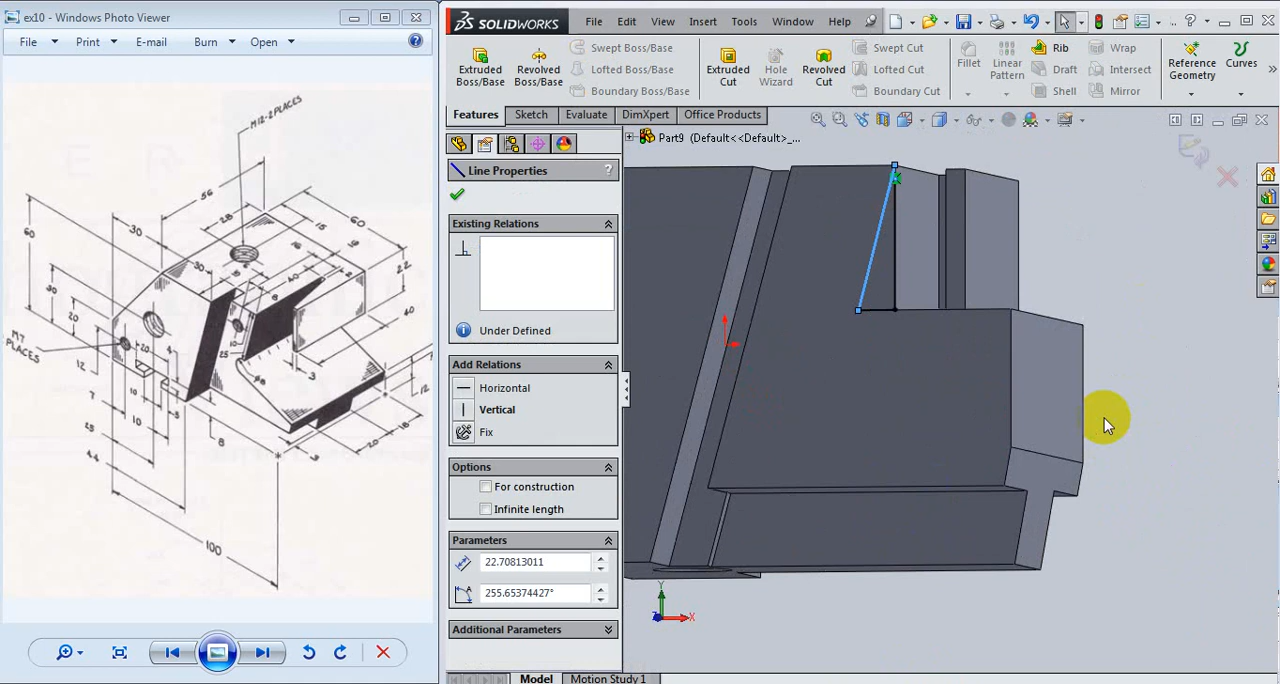 ex10 - Windows Photo Viewer
File Print E-mail Burn Open
M12-2PLACES
56
28
30
60
15
60
22
40
30
20
12
7
10
25
44
8
3
100
20
PLACES
SOLIDWORKS
File Edit View Insert Tools Window Help
Extruded Boss/Base
Revolved Boss/Base
Swept Boss/Base
Lofted Boss/Base
Boundary Boss/Base
Extruded Cut
Hole Wizard
Revolved Cut
Swept Cut
Lofted Cut
Boundary Cut
Fillet
Linear Pattern
Rib
Draft
Shell
Wrap
Intersect
Mirror
Reference Geometry
Curves
Features Sketch Evaluate DimXpert Office Products
Part9 (Default<<Default>_...
Line Properties ?
Existing Relations
Under Defined
Add Relations
Horizontal
Vertical
Fix
Options
For construction
Infinite length
Parameters
22.70813011
255.65374427°
Additional Parameters
Y
X
Z
Model Motion Study 1